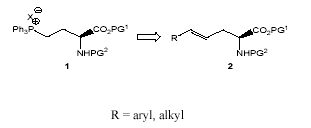 X⊖
Ph₃P⊕ CO₂PG¹
NHPG²
1
R CO₂PG¹
NHPG²
2
R = aryl, alkyl